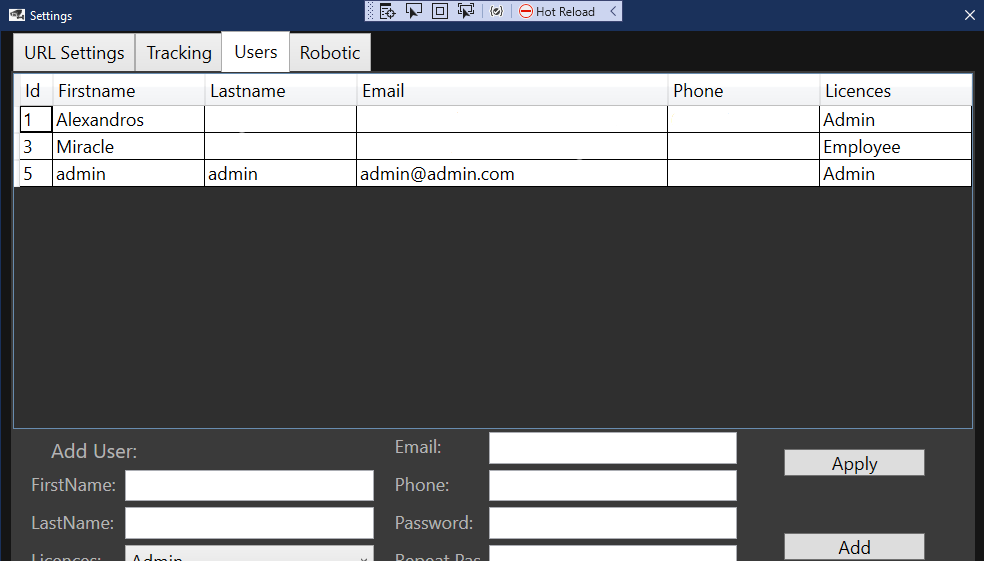 Settings
Hot Reload
URL Settings Tracking Users Robotic
Id Firstname Lastname Email Phone Licences
1 Alexandros Admin
3 Miracle Employee
5 admin admin admin@admin.com Admin
Add User:
Email:
Apply
FirstName:
Phone:
LastName:
Password:
Add
Licences: Admin
Repeat Pas